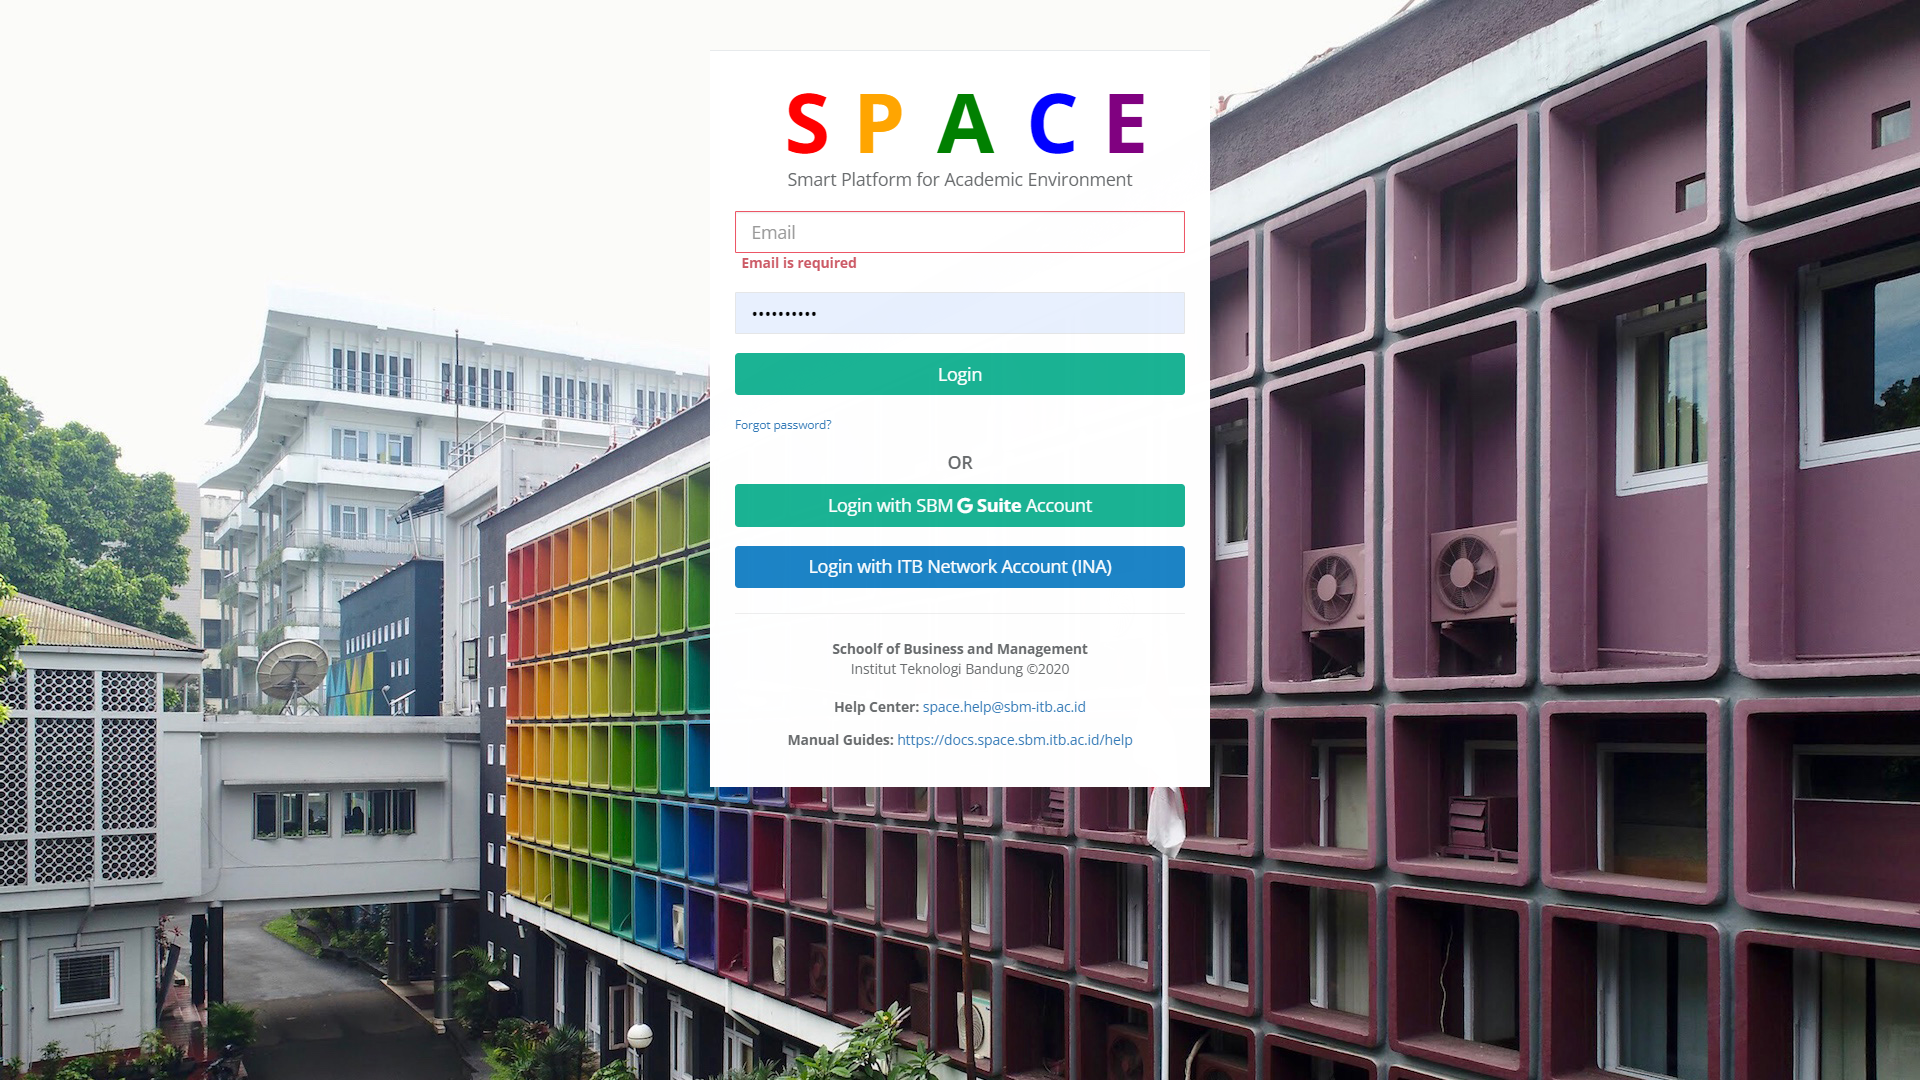 S P A C E
Smart Platform for Academic Environment
Email
Email is required
••••••••••
Login
Forgot password?
OR
Login with SBM G Suite Account
Login with ITB Network Account (INA)
Schoolf of Business and Management
Institut Teknologi Bandung ©2020
Help Center: space.help@sbm-itb.ac.id
Manual Guides: https://docs.space.sbm.itb.ac.id/help